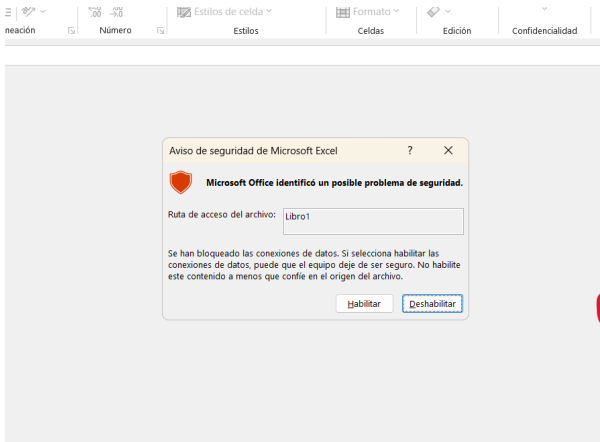 Estilos de celda
Formato
neación
Número
Estilos
Celdas
Edición
Confidencialidad
Aviso de seguridad de Microsoft Excel
?
Microsoft Office identificó un posible problema de seguridad.
Ruta de acceso del archivo:
Libro1
Se han bloqueado las conexiones de datos. Si selecciona habilitar las
conexiones de datos, puede que el equipo deje de ser seguro. No habilite
este contenido a menos que confíe en el origen del archivo.
Habilitar
Deshabilitar